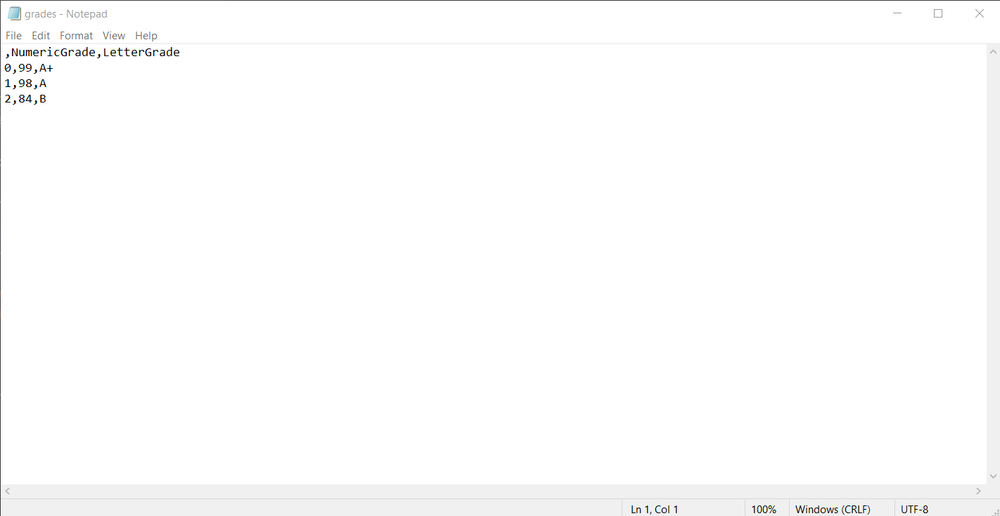 grades - Notepad
File Edit Format View Help
,NumericGrade,LetterGrade
0,99,A+
1,98,A
2,84,B
Ln 1, Col 1 100% Windows (CRLF) UTF-8